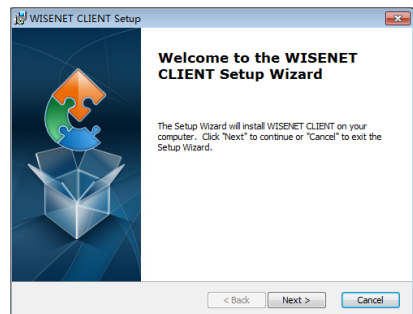 WISENET CLIENT Setup
Welcome to the WISENET
CLIENT Setup Wizard
The Setup Wizard will install WISENET CLIENT on your
computer. Click "Next" to continue or "Cancel" to exit the
Setup Wizard.
< Back
Next >
Cancel